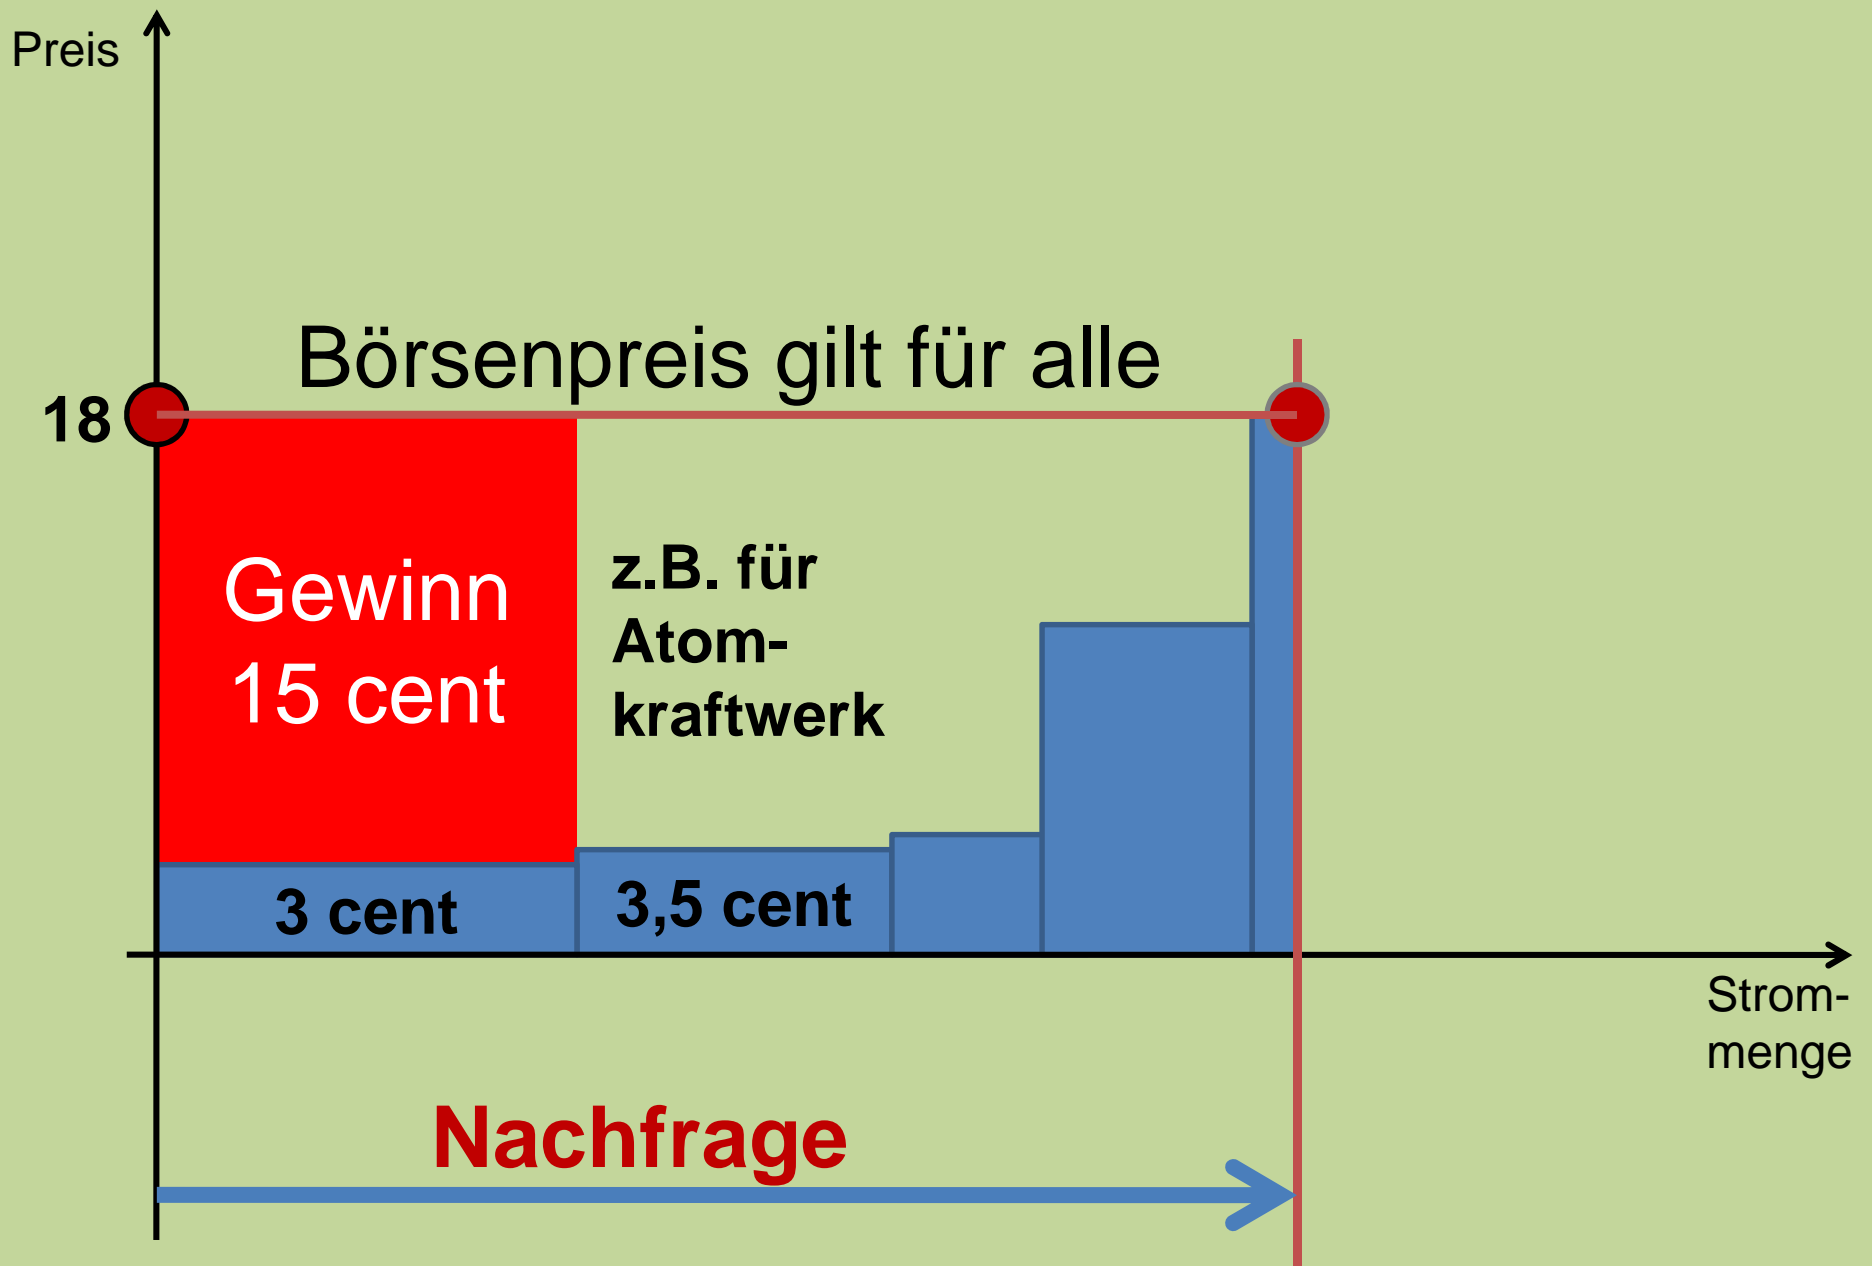 Preis
Börsenpreis gilt für alle
18
Gewinn
15 cent
z.B. für
Atom-
kraftwerk
3 cent
3,5 cent
Strom-
menge
Nachfrage